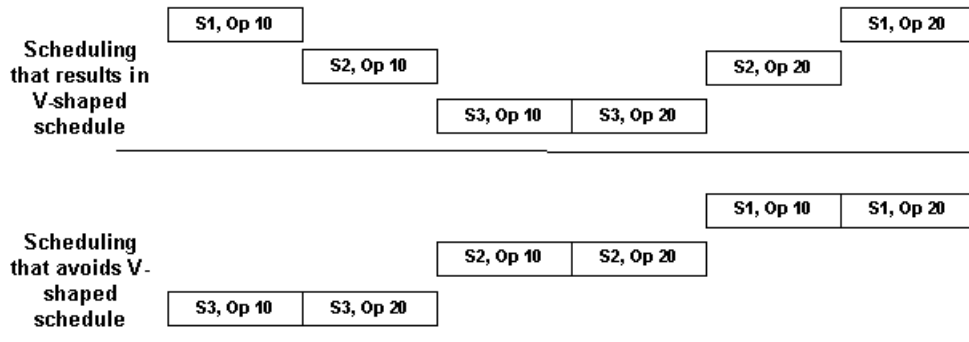 S1, Op 10
S1, Op 20
Scheduling
that results in
V-shaped
schedule
S2, Op 10
S2, Op 20
S3, Op 10
S3, Op 20
S1, Op 10
S1, Op 20
Scheduling
that avoids V-
shaped
schedule
S2, Op 10
S2, Op 20
S3, Op 10
S3, Op 20